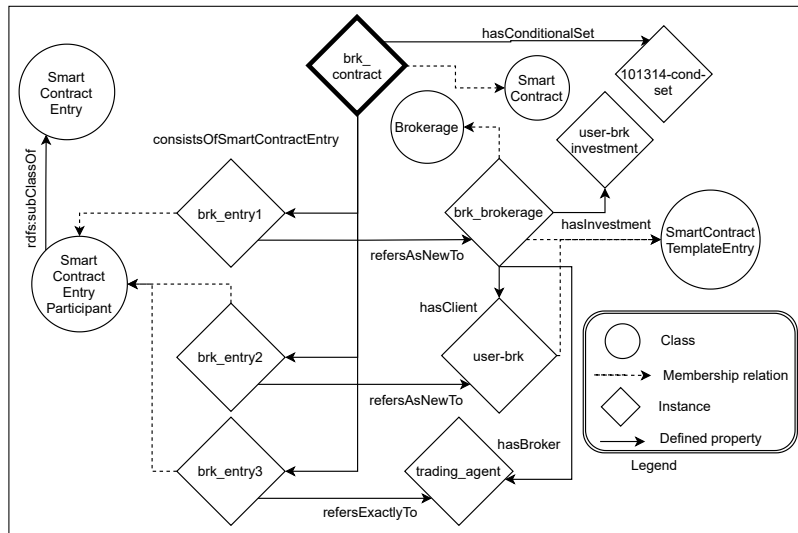 hasConditionalSet
brk_
contract
101314-cond-
set
Smart
Contract
Entry
Smart
Contract
Brokerage
user-brk
investment
consistsOfSmartContractEntry
rdfs:subClassOf
brk_entry1
brk_brokerage
hasInvestment
SmartContract
TemplateEntry
refersAsNewTo
Smart
Contract
Entry
Participant
hasClient
brk_entry2
user-brk
refersAsNewTo
Class
Membership relation
Instance
Defined property
Legend
hasBroker
brk_entry3
trading_agent
refersExactlyTo